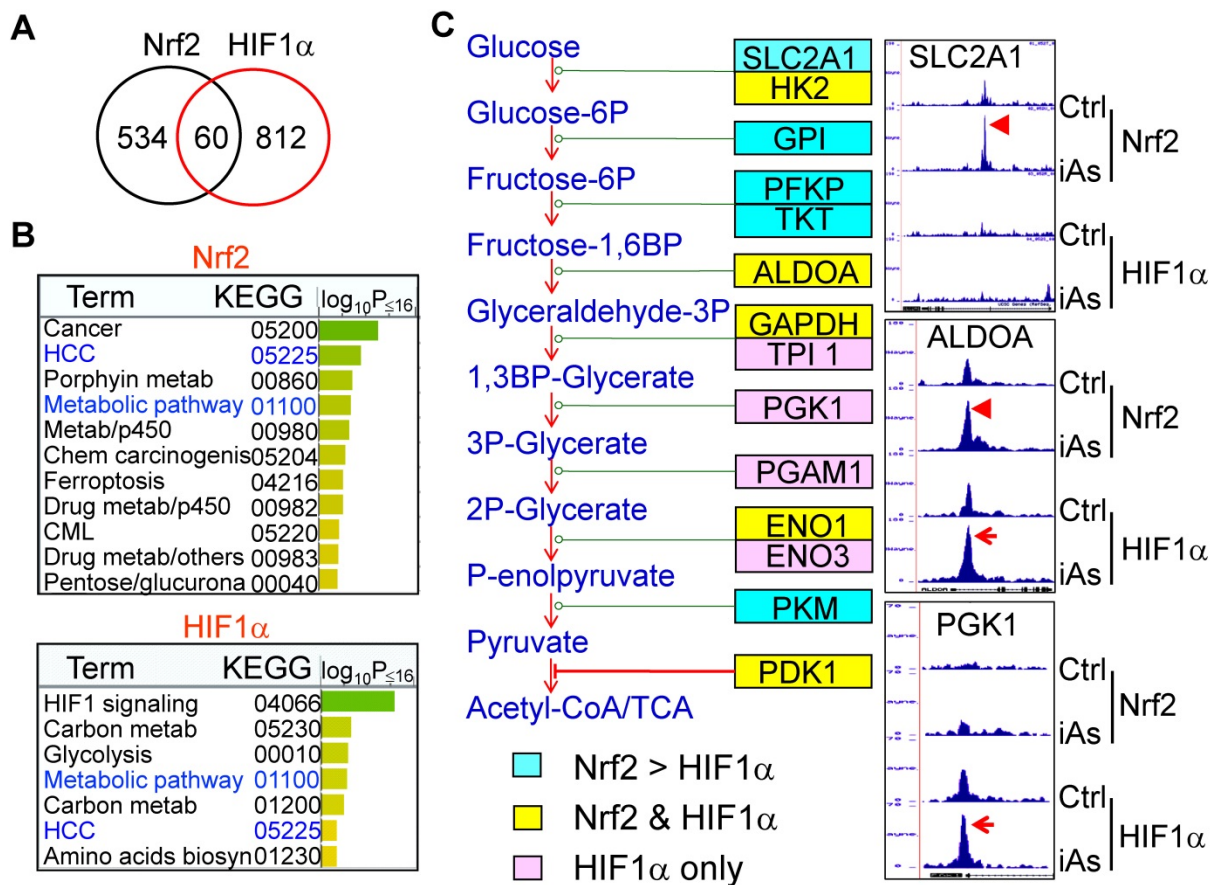 A
Nrf2 HIF1α
534 60 812
B
Nrf2
Term KEGG log10P≤16
Cancer 05200
HCC 05225
Porphyin metab 00860
Metabolic pathway 01100
Metab/p450 00980
Chem carcinogenis 05204
Ferroptosis 04216
Drug metab/p450 00982
CML 05220
Drug metab/others 00983
Pentose/glucurona 00040
HIF1α
Term KEGG log10P≤16
HIF1 signaling 04066
Carbon metab 05230
Glycolysis 00010
Metabolic pathway 01100
Carbon metab 01200
HCC 05225
Amino acids biosyn 01230
C
Glucose
SLC2A1
HK2
Glucose-6P
GPI
Fructose-6P
PFKP
TKT
Fructose-1,6BP
ALDOA
Glyceraldehyde-3P
GAPDH
TPI 1
1,3BP-Glycerate
PGK1
3P-Glycerate
PGAM1
2P-Glycerate
ENO1
ENO3
P-enolpyruvate
PKM
Pyruvate
PDK1
Acetyl-CoA/TCA
Nrf2 > HIF1α
Nrf2 & HIF1α
HIF1α only
SLC2A1
Ctrl
Nrf2
iAs
Ctrl
HIF1α
iAs
ALDOA
Ctrl
Nrf2
iAs
Ctrl
HIF1α
iAs
ALDOA
PGK1
Ctrl
Nrf2
iAs
Ctrl
HIF1α
iAs